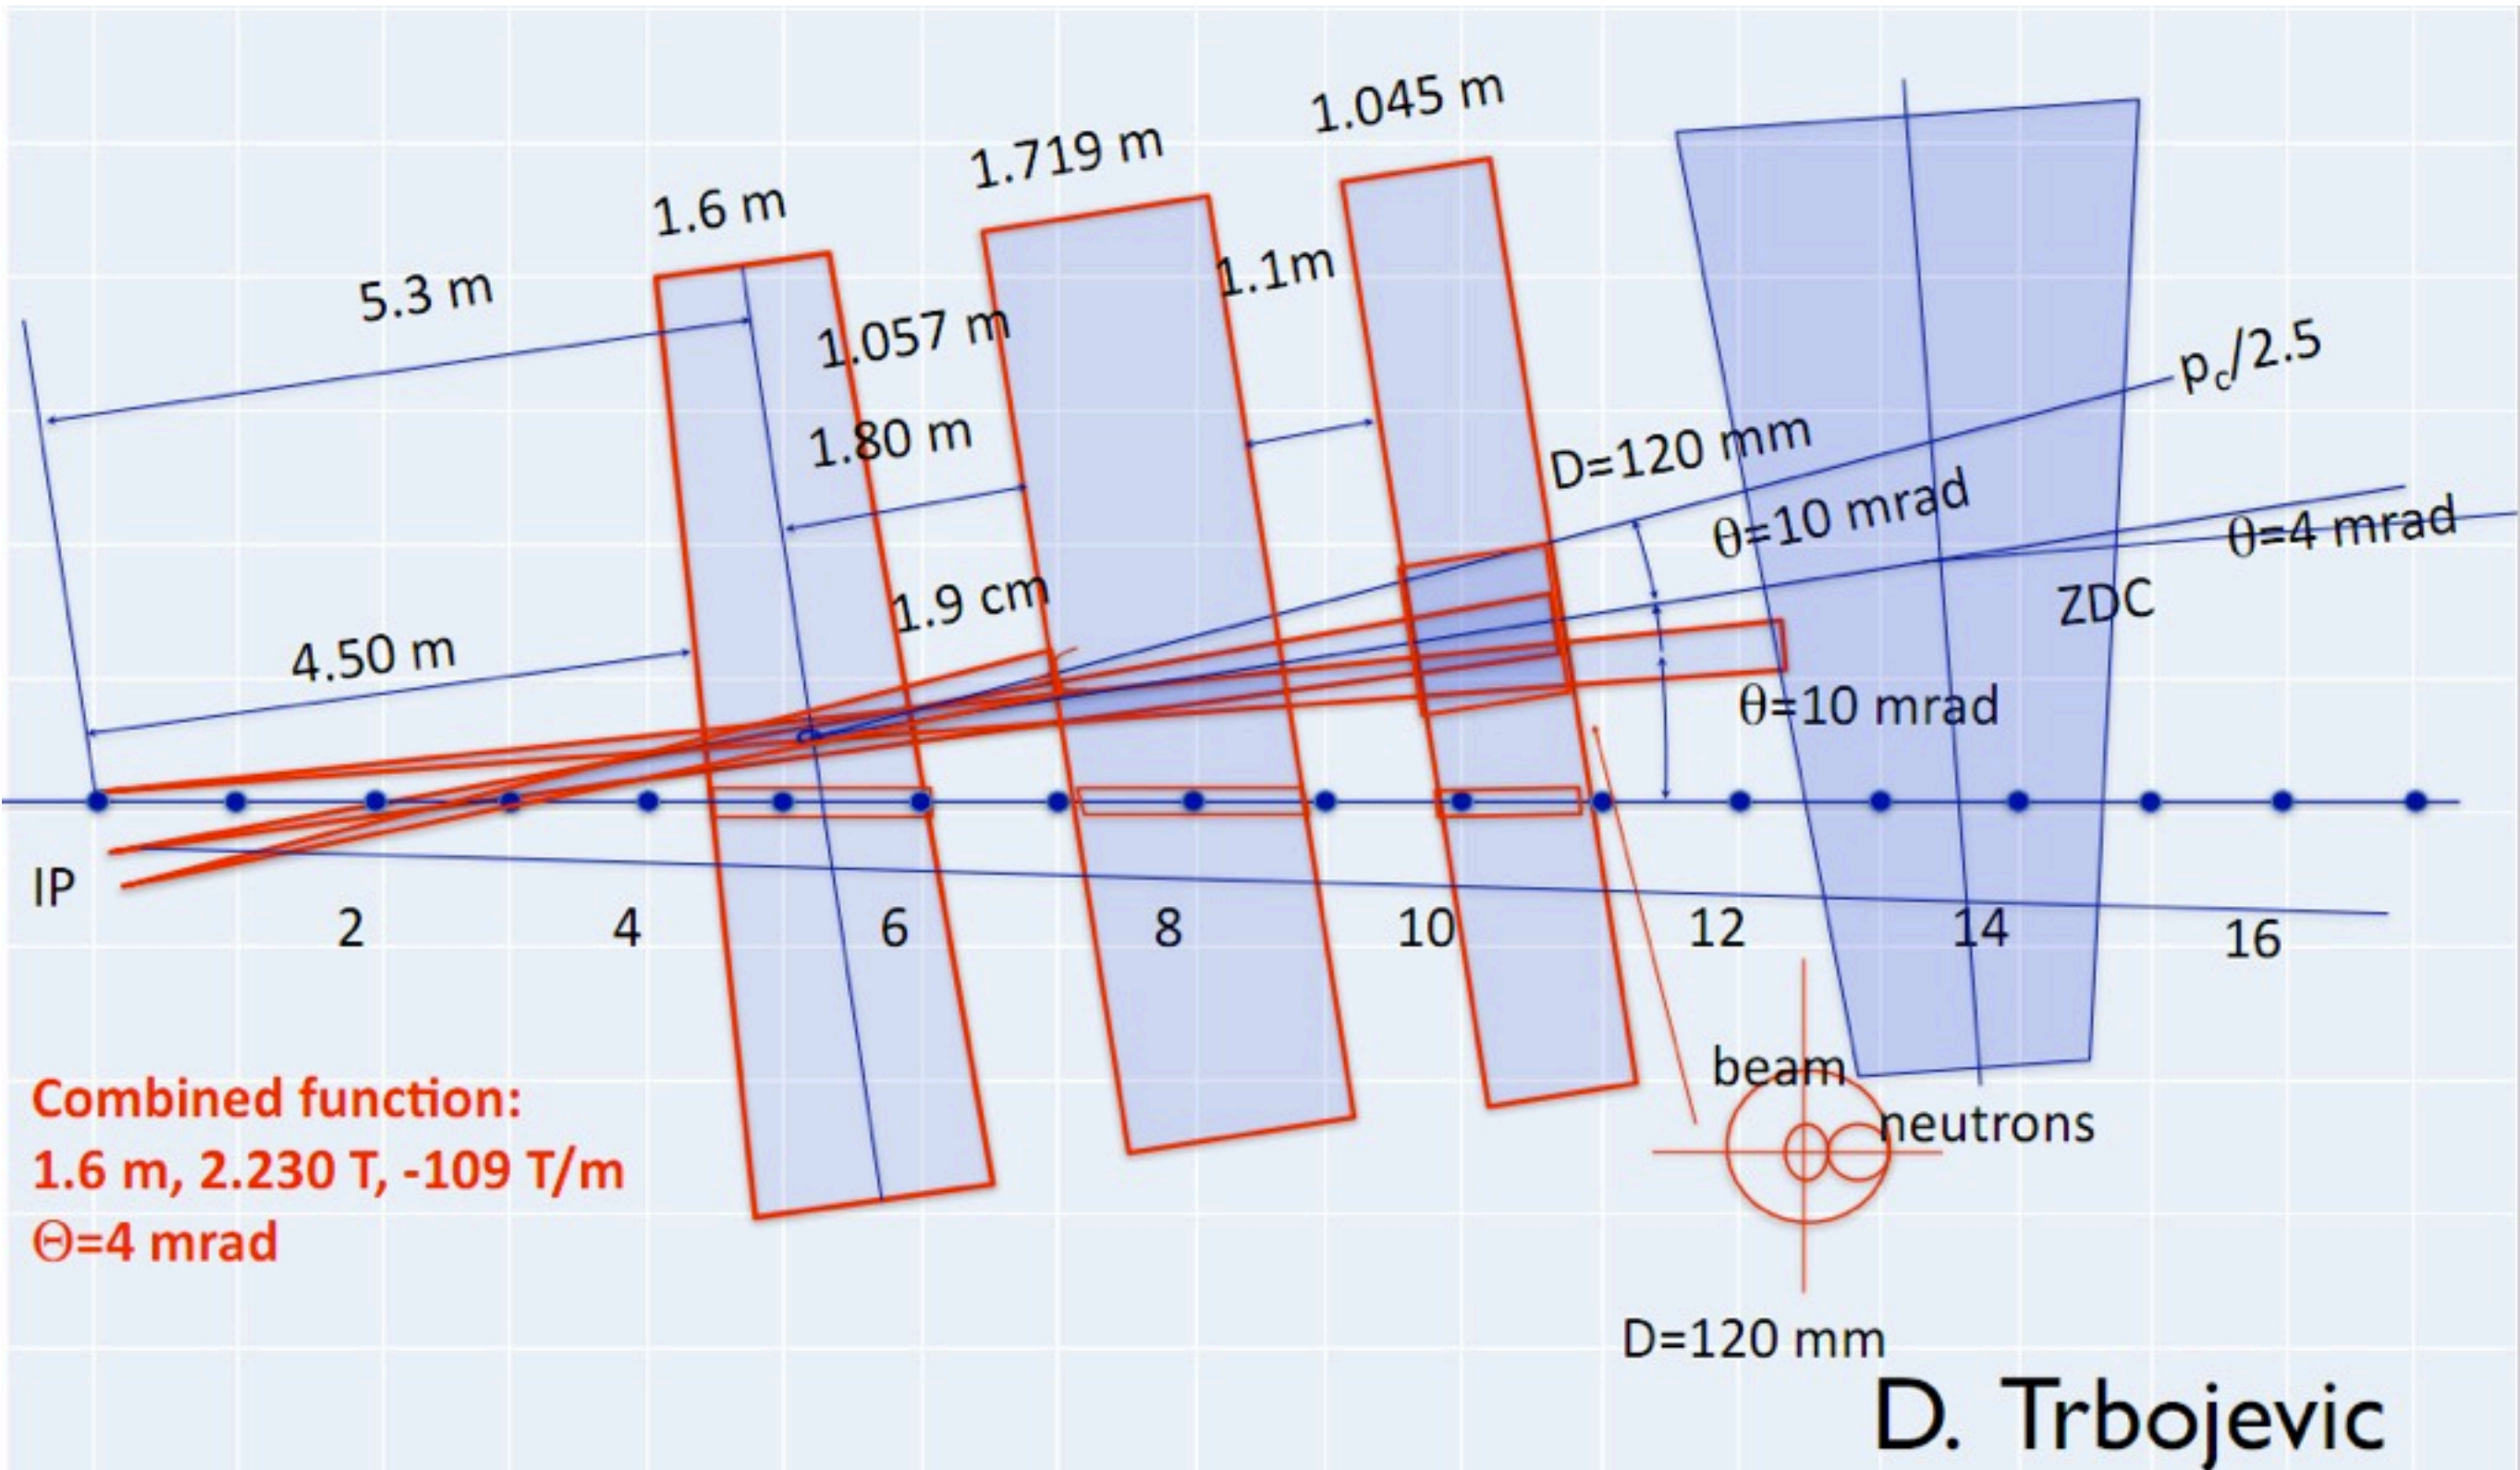 1.045 m
1.719 m
1.6 m
5.3 m
1.1m
1.057 m
1.80 m
pc/2.5
D=120 mm
θ=10 mrad
θ=4 mrad
1.9 cm
ZDC
4.50 m
θ=10 mrad
IP
2 4 6 8 10 12 14 16
Combined function:
1.6 m, 2.230 T, -109 T/m
Θ=4 mrad
beam
neutrons
D=120 mm
D. Trbojevic